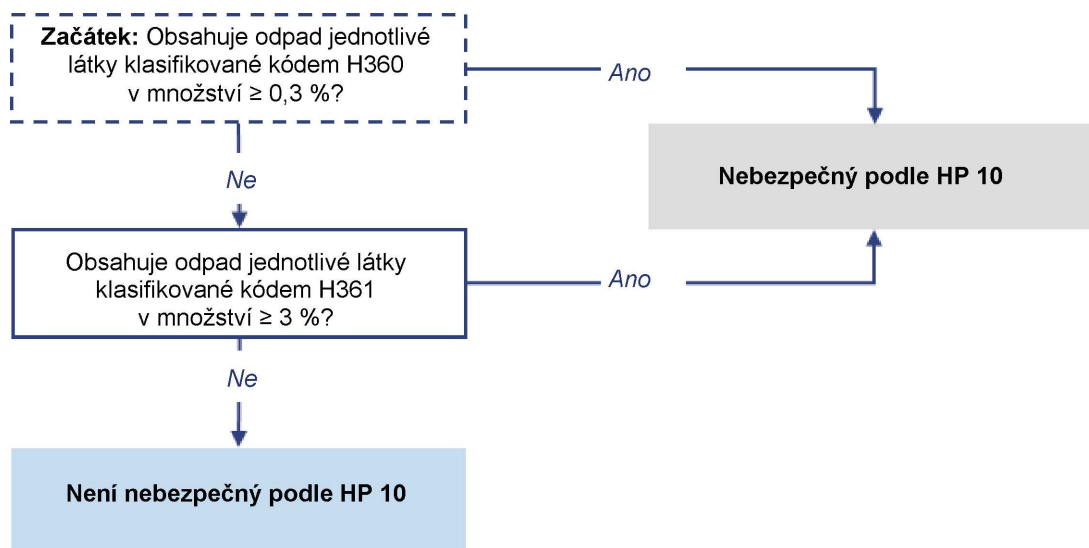 Začátek: Obsahuje odpad jednotlivé
látky klasifikované kódem H360
v množství ≥ 0,3 %?
Ano
Nebezpečný podle HP 10
Ne
Obsahuje odpad jednotlivé látky
klasifikované kódem H361
v množství ≥ 3 %?
Ano
Ne
Není nebezpečný podle HP 10